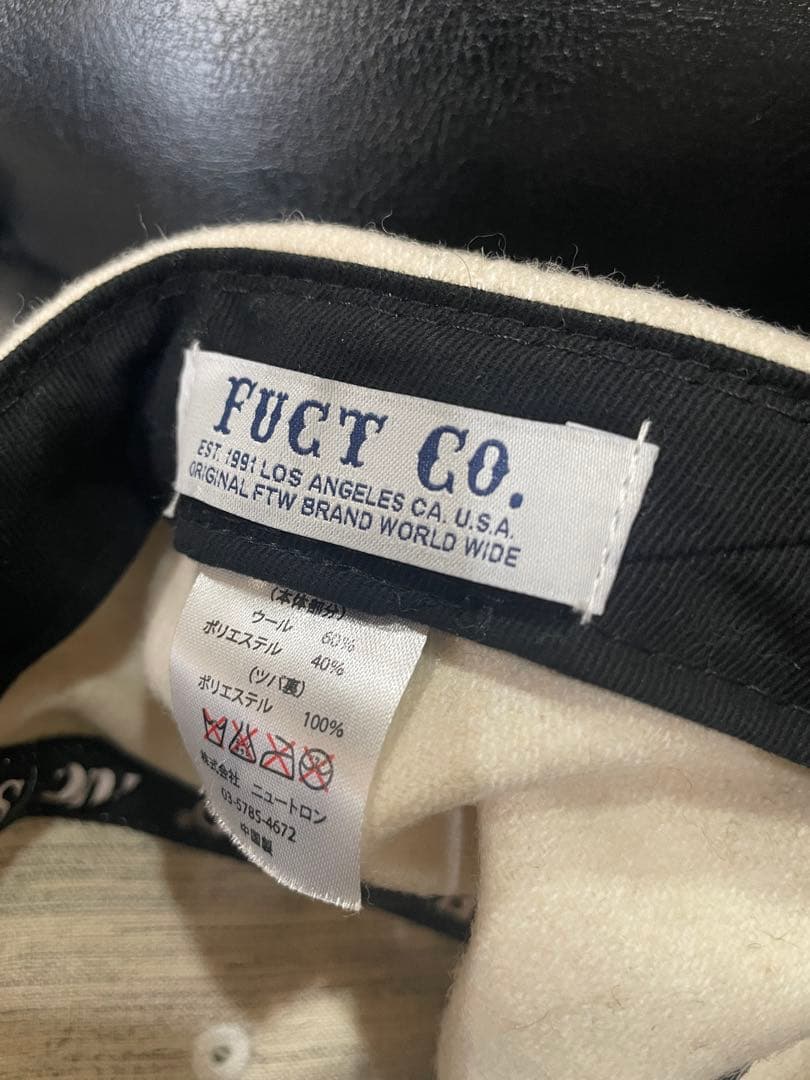 FUCT CO.
EST. 1991 LOS ANGELES CA. U.S.A.
ORIGINAL FTW BRAND WORLD WIDE
(本体部分)
ウール 60%
ポリエステル 40%
(ツバ裏)
ポリエステル 100%
株式会社 ニュートロン
03-5785-4672
中国製